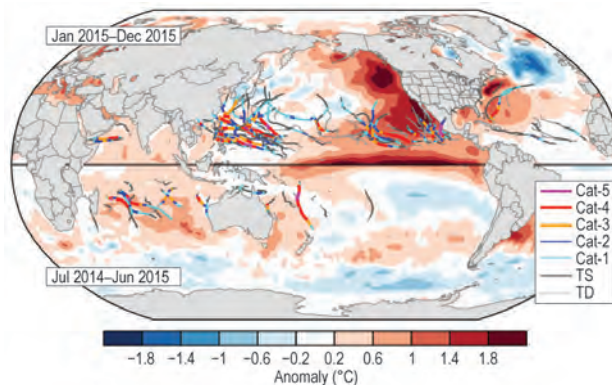 Jan 2015–Dec 2015
Cat-5
Cat-4
Cat-3
Cat-2
Cat-1
TS
TD
Jul 2014–Jun 2015
−1.8 −1.4 −1 −0.6 −0.2 0.2 0.6 1 1.4 1.8
Anomaly (°C)